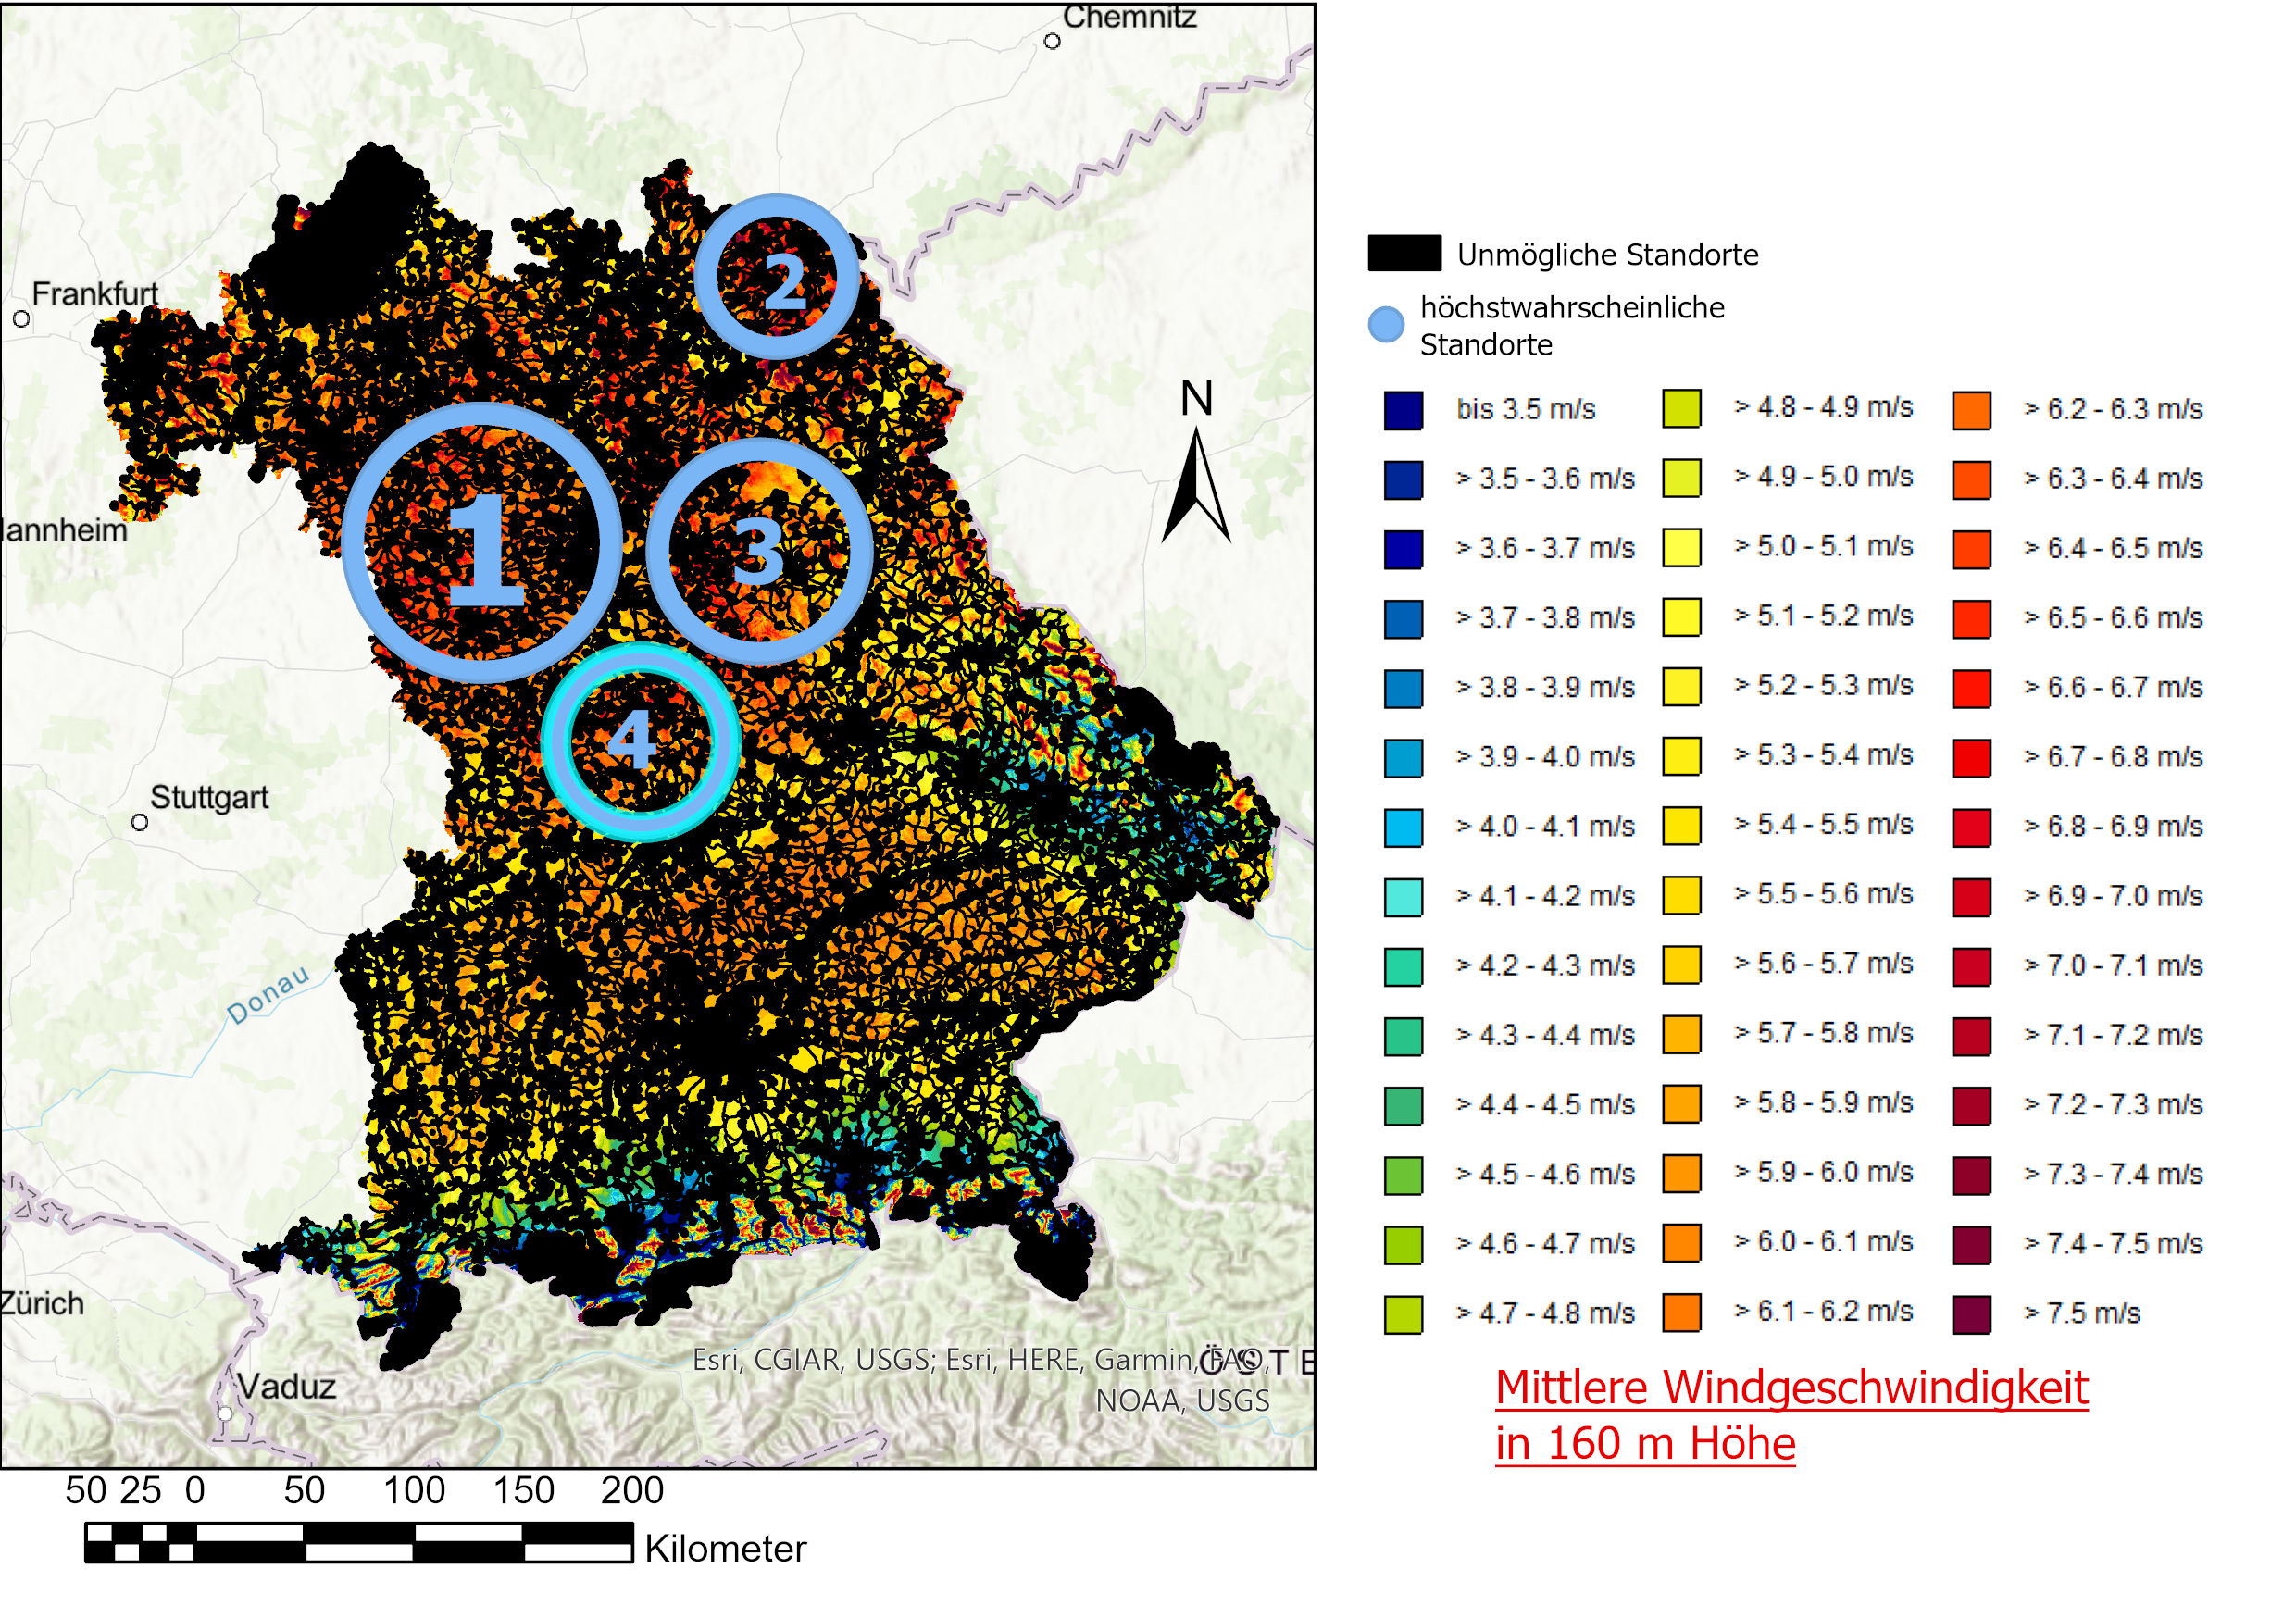 Chemnitz
Frankfurt
annheim
Stuttgart
Donau
Zürich
Vaduz
ÖSTE
N
1
2
3
4
Esri, CGIAR, USGS; Esri, HERE, Garmin, FAO,
NOAA, USGS
50 25 0 50 100 150 200
Kilometer
Unmögliche Standorte
höchstwahrscheinliche
Standorte
bis 3.5 m/s
> 3.5 - 3.6 m/s
> 3.6 - 3.7 m/s
> 3.7 - 3.8 m/s
> 3.8 - 3.9 m/s
> 3.9 - 4.0 m/s
> 4.0 - 4.1 m/s
> 4.1 - 4.2 m/s
> 4.2 - 4.3 m/s
> 4.3 - 4.4 m/s
> 4.4 - 4.5 m/s
> 4.5 - 4.6 m/s
> 4.6 - 4.7 m/s
> 4.7 - 4.8 m/s
> 4.8 - 4.9 m/s
> 4.9 - 5.0 m/s
> 5.0 - 5.1 m/s
> 5.1 - 5.2 m/s
> 5.2 - 5.3 m/s
> 5.3 - 5.4 m/s
> 5.4 - 5.5 m/s
> 5.5 - 5.6 m/s
> 5.6 - 5.7 m/s
> 5.7 - 5.8 m/s
> 5.8 - 5.9 m/s
> 5.9 - 6.0 m/s
> 6.0 - 6.1 m/s
> 6.1 - 6.2 m/s
> 6.2 - 6.3 m/s
> 6.3 - 6.4 m/s
> 6.4 - 6.5 m/s
> 6.5 - 6.6 m/s
> 6.6 - 6.7 m/s
> 6.7 - 6.8 m/s
> 6.8 - 6.9 m/s
> 6.9 - 7.0 m/s
> 7.0 - 7.1 m/s
> 7.1 - 7.2 m/s
> 7.2 - 7.3 m/s
> 7.3 - 7.4 m/s
> 7.4 - 7.5 m/s
> 7.5 m/s
Mittlere Windgeschwindigkeit
in 160 m Höhe